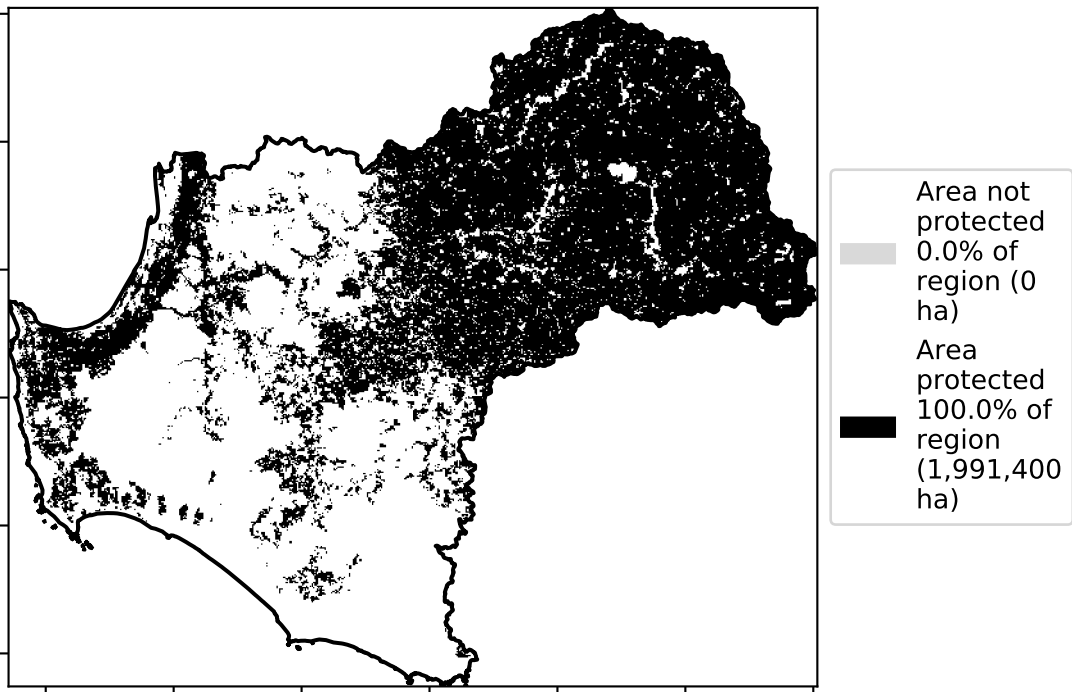 Area not
protected
0.0% of
region (0
ha)
Area
protected
100.0% of
region
(1,991,400
ha)